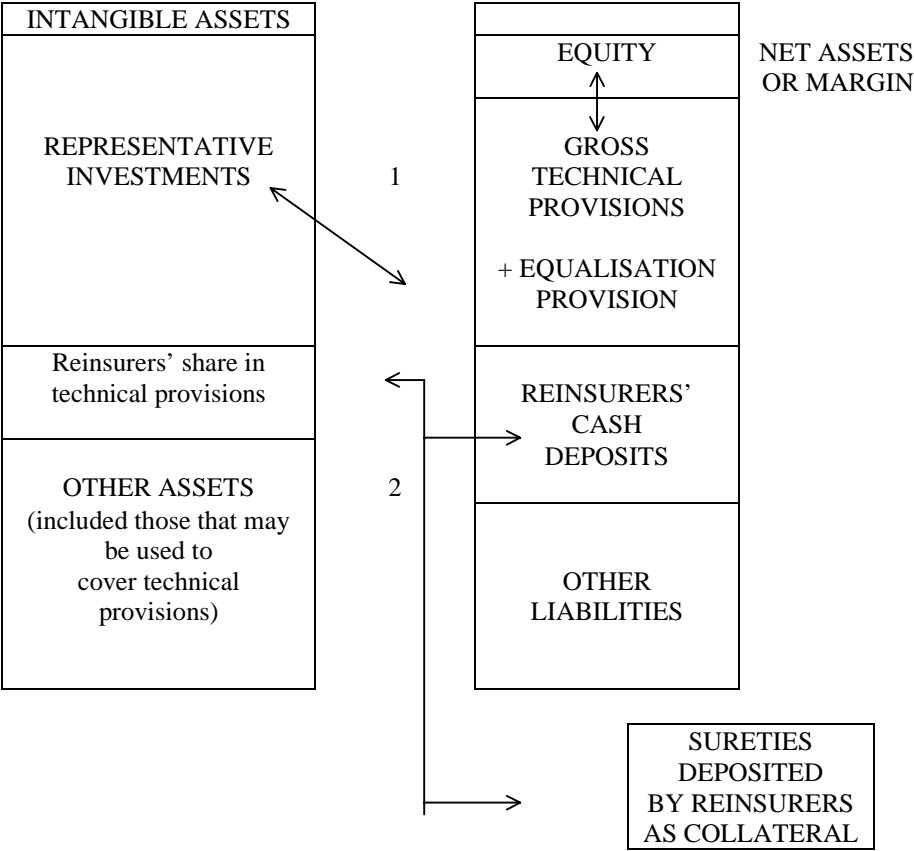 INTANGIBLE ASSETS
REPRESENTATIVE
INVESTMENTS
Reinsurers’ share in
technical provisions
OTHER ASSETS
(included those that may
be used to
cover technical
provisions)
1
2
EQUITY
GROSS
TECHNICAL
PROVISIONS
+ EQUALISATION
PROVISION
REINSURERS’
CASH
DEPOSITS
OTHER
LIABILITIES
NET ASSETS
OR MARGIN
SURETIES
DEPOSITED
BY REINSURERS
AS COLLATERAL